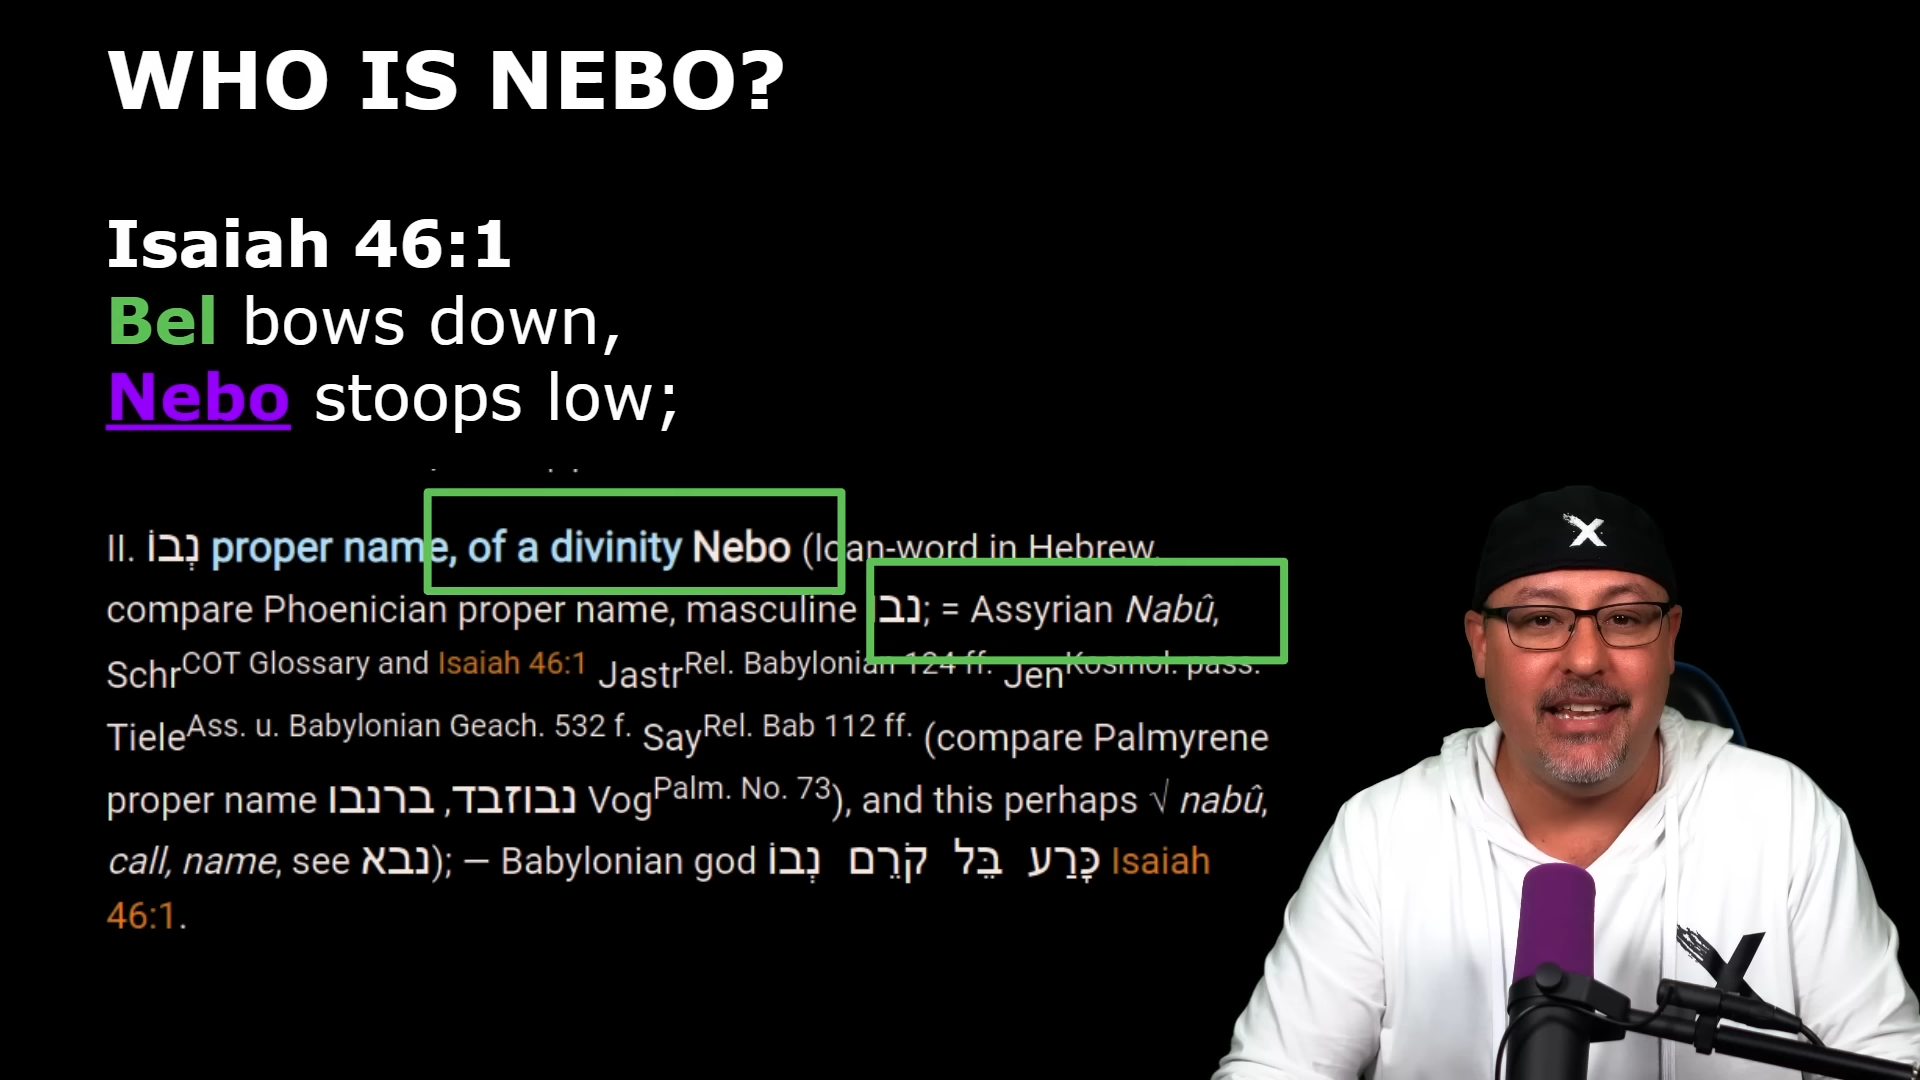 WHO IS NEBO?
Isaiah 46:1
Bel bows down,
Nebo stoops low;
II. נְבוֹ proper name, of a divinity Nebo (loan-word in Hebrew,
compare Phoenician proper name, masculine נבו; = Assyrian Nabû,
SchrCOT Glossary and Isaiah 46:1 JastrRel. Babylonian 124 ff. JenKosmol. pass.
TieleAss. u. Babylonian Geach. 532 f. SayRel. Bab 112 ff. (compare Palmyrene
proper name ברנבו, נבוזבד VogPalm. No. 73), and this perhaps √ nabû,
call, name, see נבא); — Babylonian god כָּרַע בֵּל קֹרֵם נְבוֹ Isaiah
46:1.
X
X